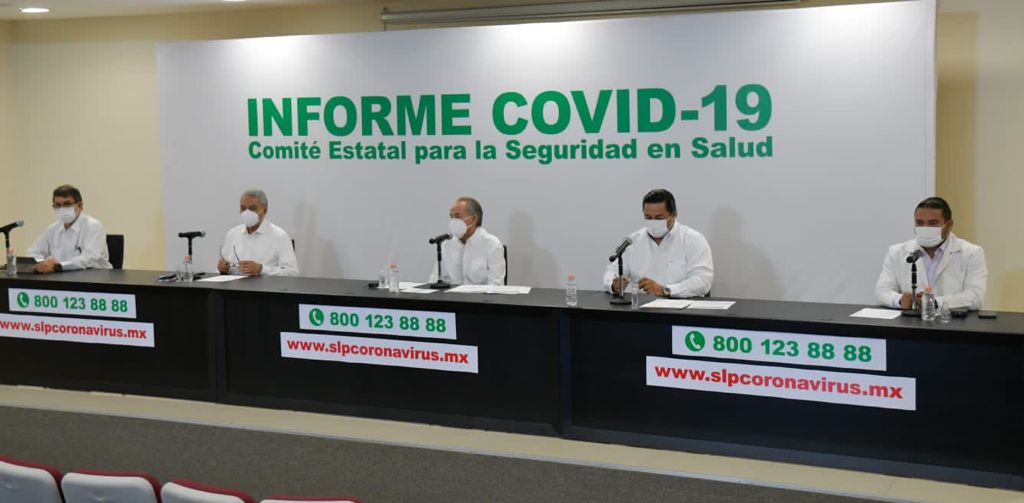 INFORME COVID-19
Comité Estatal para la Seguridad en Salud
800 123 88 88
www.slpcoronavirus.mx
800 123 88 88
www.slpcoronavirus.mx
800 123 88 88
www.slpcoronavirus.mx